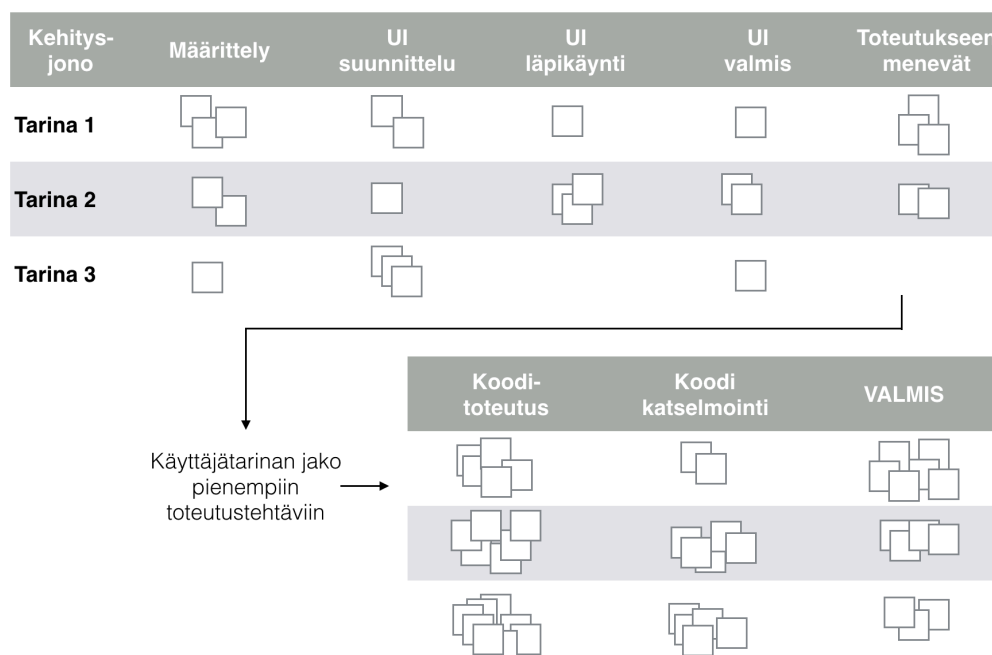 Kehitys-
jono
Määrittely
UI
suunnittelu
UI
läpikäynti
UI
valmis
Toteutukseen
menevät
Tarina 1
Tarina 2
Tarina 3
Koodi-
toteutus
Koodi
katselmointi
VALMIS
Käyttäjätarinan jako
pienempiin
toteutustehtäviin